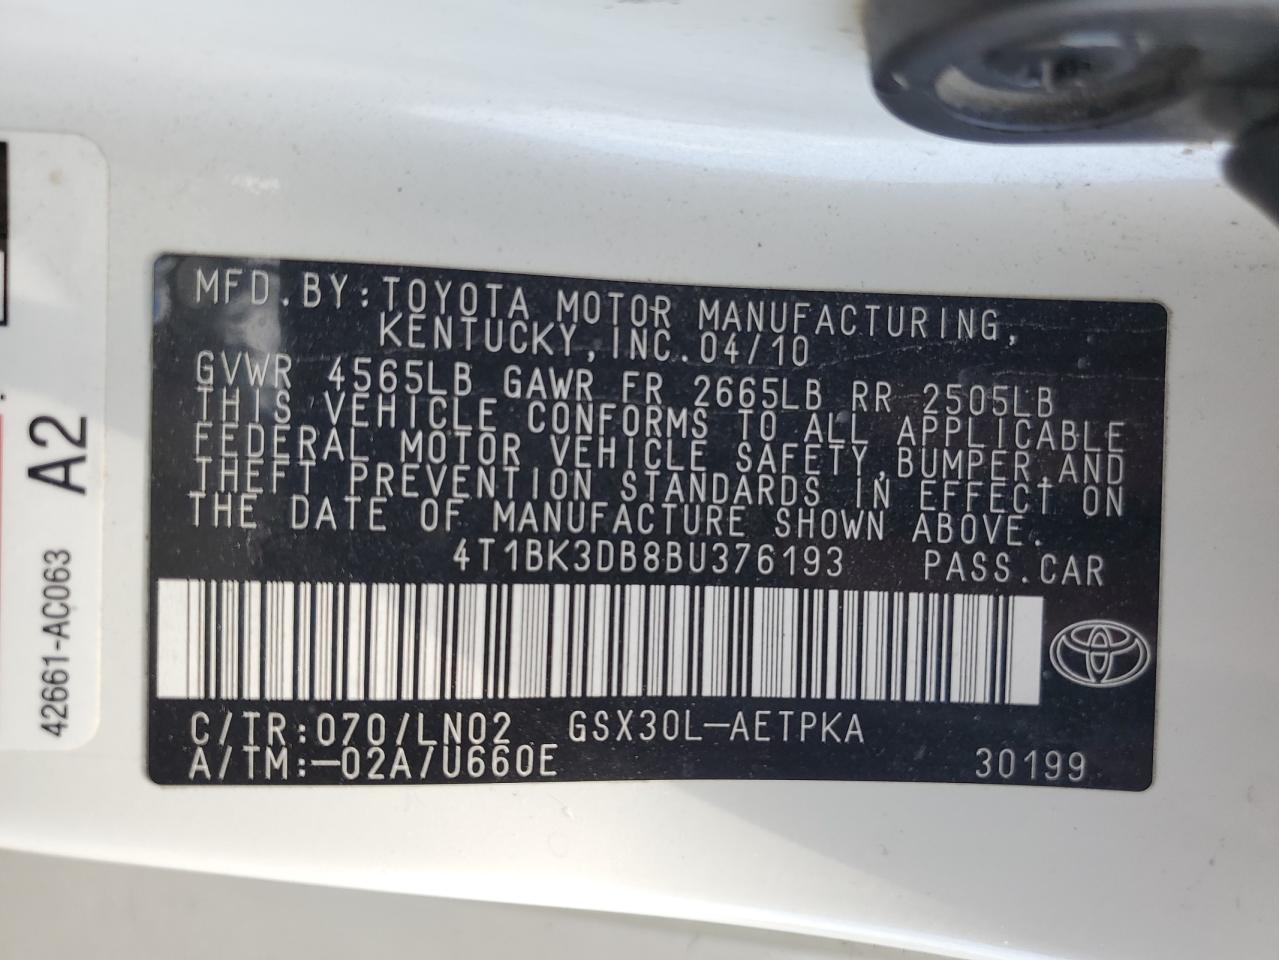 MFD.BY:TOYOTA MOTOR MANUFACTURING,
KENTUCKY,INC.04/10
GVWR 4565LB GAWR FR 2665LB RR 2505LB
THIS VEHICLE CONFORMS TO ALL APPLICABLE
FEDERAL MOTOR VEHICLE SAFETY,BUMPER,AND
THEFT PREVENTION STANDARDS IN EFFECT ON
THE DATE OF MANUFACTURE SHOWN ABOVE.
4T1BK3DB8BU376193 PASS.CAR
C/TR:070/LN02 GSX30L-AETPKA
A/TM:-02A/U660E 30199
A2
42661-AC063